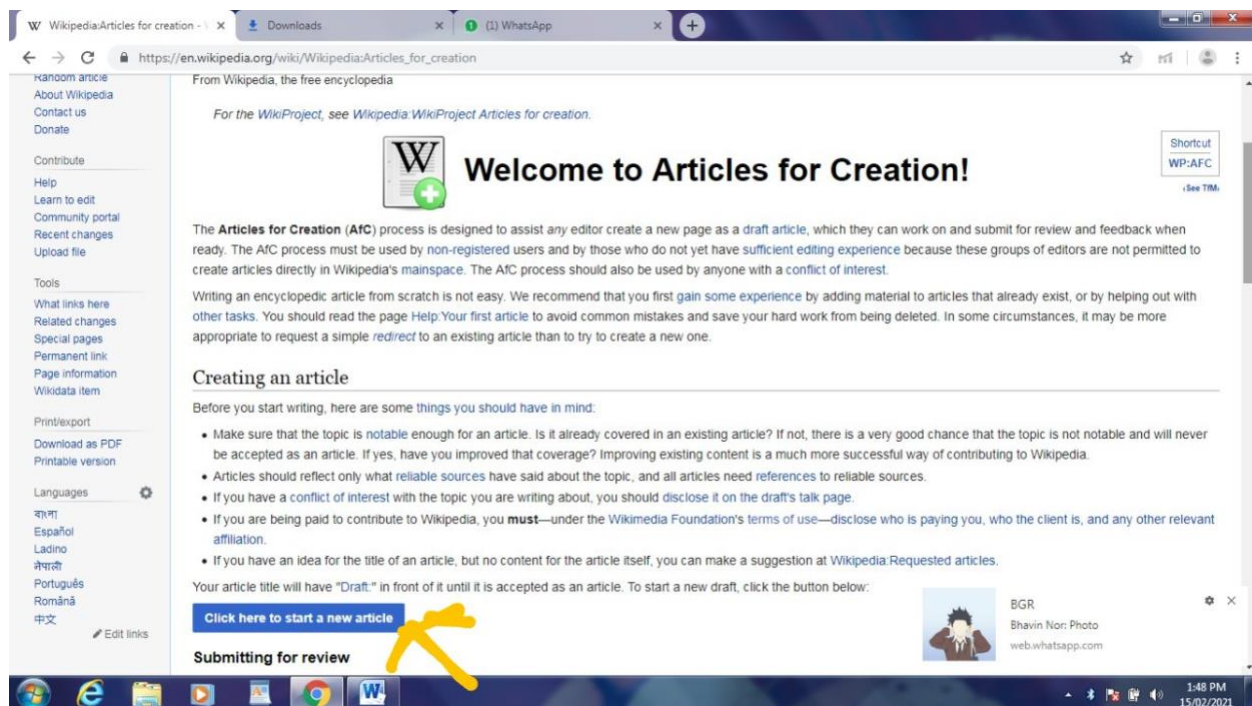 Wikipedia:Articles for creation - W
Downloads
(1) WhatsApp
https://en.wikipedia.org/wiki/Wikipedia:Articles_for_creation
Random article
About Wikipedia
Contact us
Donate
Contribute
Help
Learn to edit
Community portal
Recent changes
Upload file
Tools
What links here
Related changes
Special pages
Permanent link
Page information
Wikidata item
Print/export
Download as PDF
Printable version
Languages
বাংলা
Español
Ladino
नेपाली
Português
Română
中文
Edit links
From Wikipedia, the free encyclopedia
For the WikiProject, see Wikipedia:WikiProject Articles for creation.
W
Welcome to Articles for Creation!
Shortcut
WP:AFC
‹See TfM›
The Articles for Creation (AfC) process is designed to assist any editor create a new page as a draft article, which they can work on and submit for review and feedback when
ready. The AfC process must be used by non-registered users and by those who do not yet have sufficient editing experience because these groups of editors are not permitted to
create articles directly in Wikipedia's mainspace. The AfC process should also be used by anyone with a conflict of interest.
Writing an encyclopedic article from scratch is not easy. We recommend that you first gain some experience by adding material to articles that already exist, or by helping out with
other tasks. You should read the page Help:Your first article to avoid common mistakes and save your hard work from being deleted. In some circumstances, it may be more
appropriate to request a simple redirect to an existing article than to try to create a new one.
Creating an article
Before you start writing, here are some things you should have in mind:
• Make sure that the topic is notable enough for an article. Is it already covered in an existing article? If not, there is a very good chance that the topic is not notable and will never
be accepted as an article. If yes, have you improved that coverage? Improving existing content is a much more successful way of contributing to Wikipedia.
• Articles should reflect only what reliable sources have said about the topic, and all articles need references to reliable sources.
• If you have a conflict of interest with the topic you are writing about, you should disclose it on the draft's talk page.
• If you are being paid to contribute to Wikipedia, you must—under the Wikimedia Foundation's terms of use—disclose who is paying you, who the client is, and any other relevant
affiliation.
• If you have an idea for the title of an article, but no content for the article itself, you can make a suggestion at Wikipedia:Requested articles.
Your article title will have "Draft:" in front of it until it is accepted as an article. To start a new draft, click the button below:
Click here to start a new article
Submitting for review
BGR
Bhavin Nor: Photo
web.whatsapp.com
1:48 PM
15/02/2021